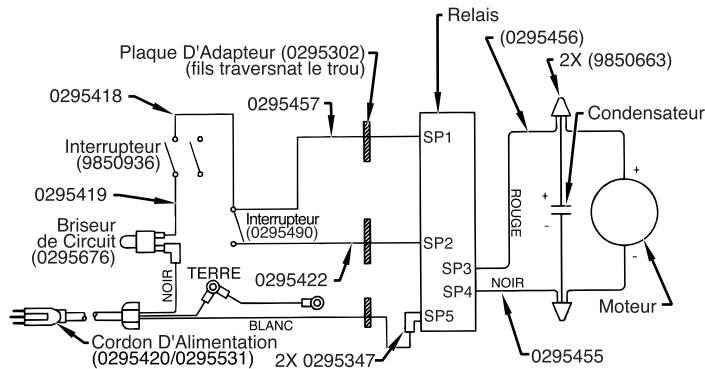 Relais
(0295456)
Plaque D'Adapteur (0295302)
(fils traversnat le trou)
2X (9850663)
0295418
0295457
Condensateur
Interrupteur
(9850936)
SP1
0295419
+
+
ROUGE
Briseur
de Circuit
(0295676)
Interrupteur
(0295490)
-
SP2
-
0295422
SP3
NOIR
TERRE
SP4
NOIR
Moteur
BLANC
SP5
Cordon D'Alimentation
(0295420/0295531)
2X 0295347
0295455